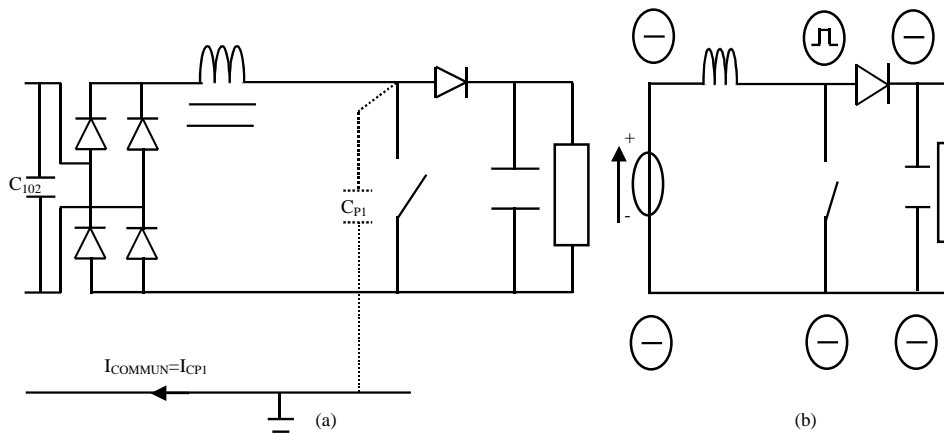 C102
CP1
+
-
ICOMMUN=ICP1
(a)
(b)